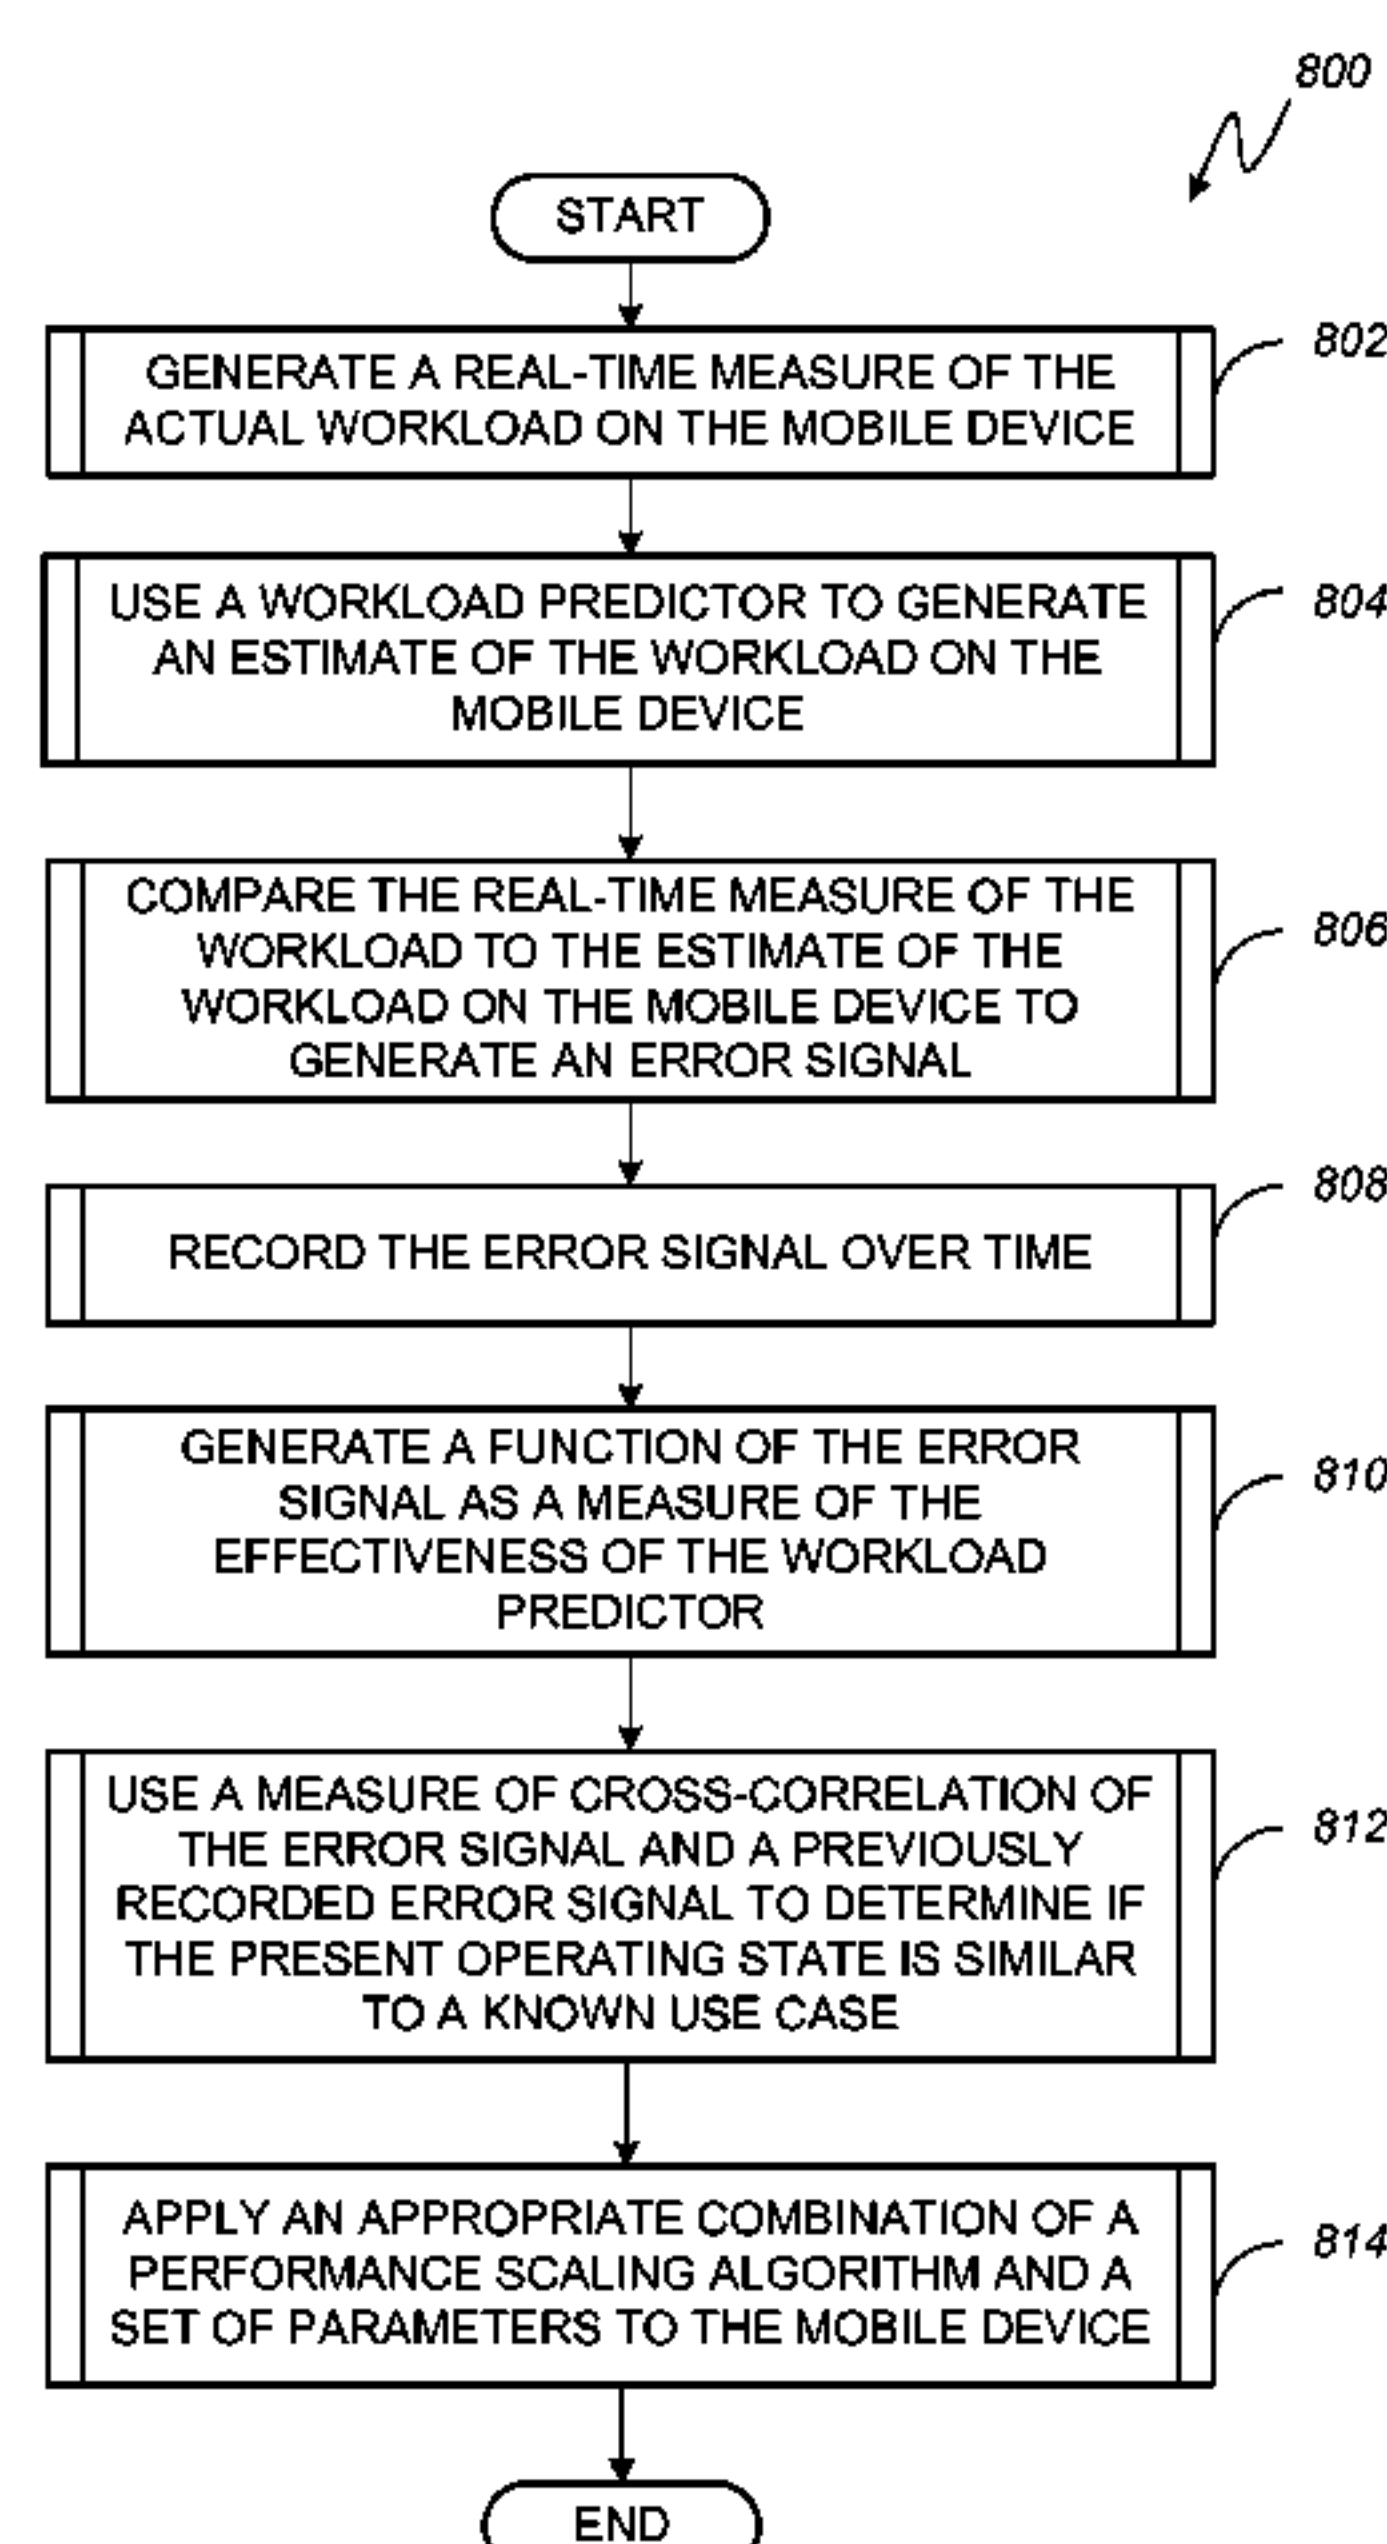 800
START
GENERATE A REAL-TIME MEASURE OF THE
ACTUAL WORKLOAD ON THE MOBILE DEVICE
802
USE A WORKLOAD PREDICTOR TO GENERATE
AN ESTIMATE OF THE WORKLOAD ON THE
MOBILE DEVICE
804
COMPARE THE REAL-TIME MEASURE OF THE
WORKLOAD TO THE ESTIMATE OF THE
WORKLOAD ON THE MOBILE DEVICE TO
GENERATE AN ERROR SIGNAL
806
RECORD THE ERROR SIGNAL OVER TIME
808
GENERATE A FUNCTION OF THE ERROR
SIGNAL AS A MEASURE OF THE
EFFECTIVENESS OF THE WORKLOAD
PREDICTOR
810
USE A MEASURE OF CROSS-CORRELATION OF
THE ERROR SIGNAL AND A PREVIOUSLY
RECORDED ERROR SIGNAL TO DETERMINE IF
THE PRESENT OPERATING STATE IS SIMILAR
TO A KNOWN USE CASE
812
APPLY AN APPROPRIATE COMBINATION OF A
PERFORMANCE SCALING ALGORITHM AND A
SET OF PARAMETERS TO THE MOBILE DEVICE
814
END